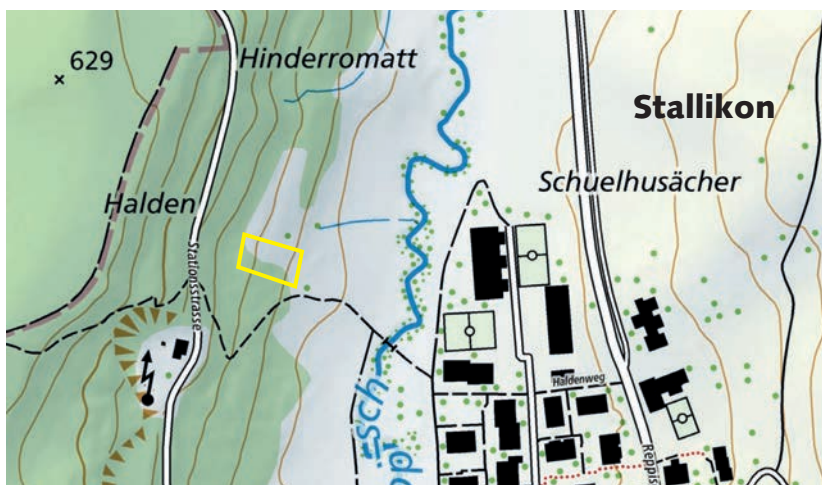 629
Hinderromatt
Stallikon
Schuelhusächer
Halden
Stationsstrasse
Haldenweg